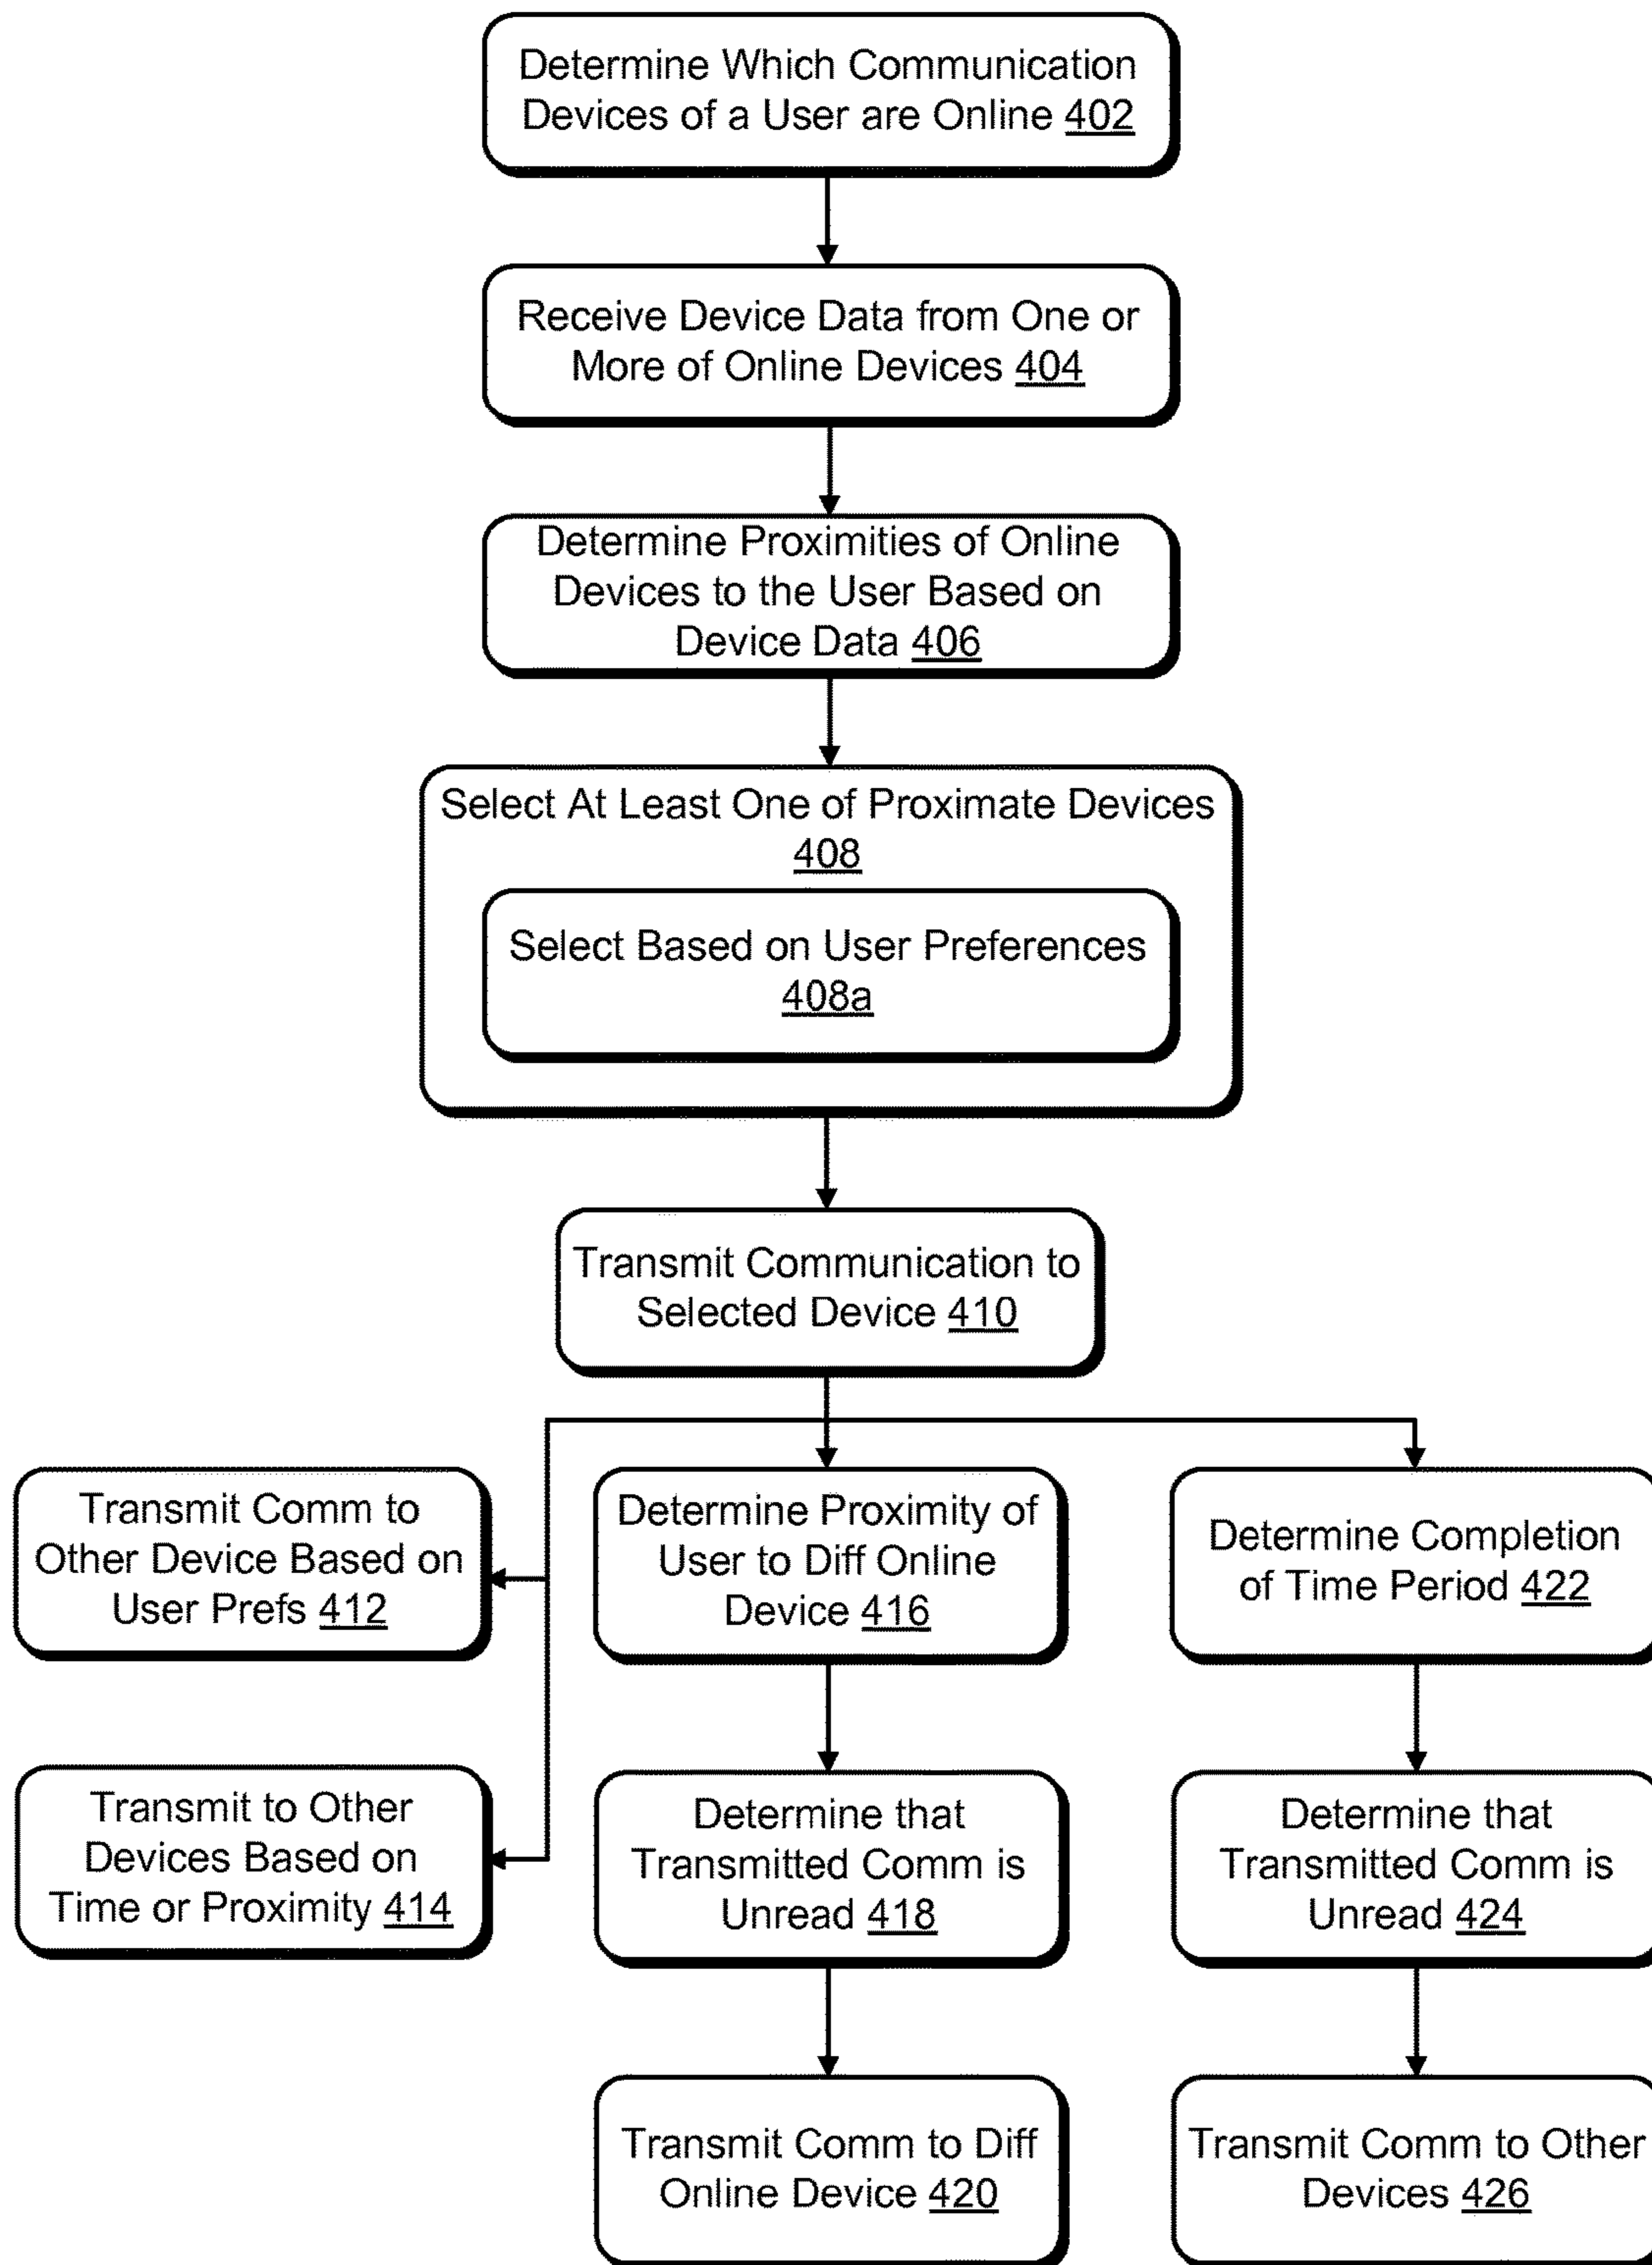 Determine Which Communication
Devices of a User are Online 402
Receive Device Data from One or
More of Online Devices 404
Determine Proximities of Online
Devices to the User Based on
Device Data 406
Select At Least One of Proximate Devices
408
Select Based on User Preferences
408a
Transmit Communication to
Selected Device 410
Transmit Comm to
Other Device Based on
User Prefs 412
Transmit to Other
Devices Based on
Time or Proximity 414
Determine Proximity of
User to Diff Online
Device 416
Determine that
Transmitted Comm is
Unread 418
Transmit Comm to Diff
Online Device 420
Determine Completion
of Time Period 422
Determine that
Transmitted Comm is
Unread 424
Transmit Comm to Other
Devices 426